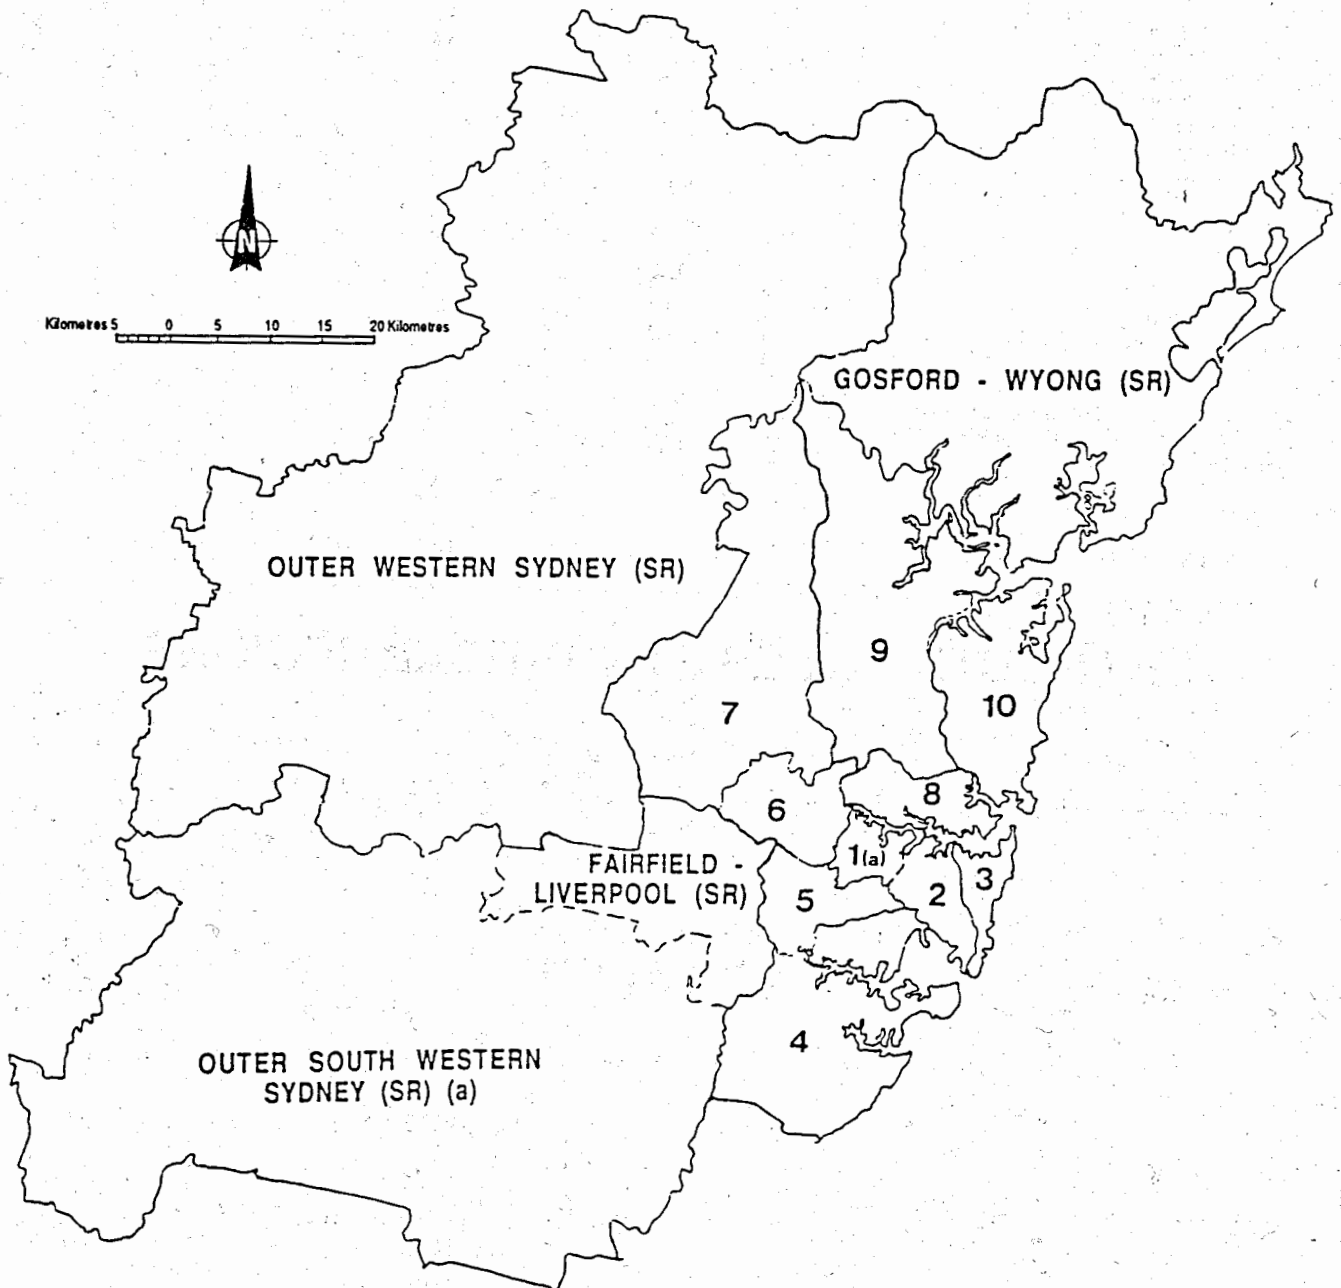 N
Kilometres 5 0 5 10 15 20 Kilometres
GOSFORD - WYONG (SR)
OUTER WESTERN SYDNEY (SR)
9
10
7
8
6
1(a)
FAIRFIELD -
LIVERPOOL (SR)
3
2
5
4
OUTER SOUTH WESTERN
SYDNEY (SR) (a)